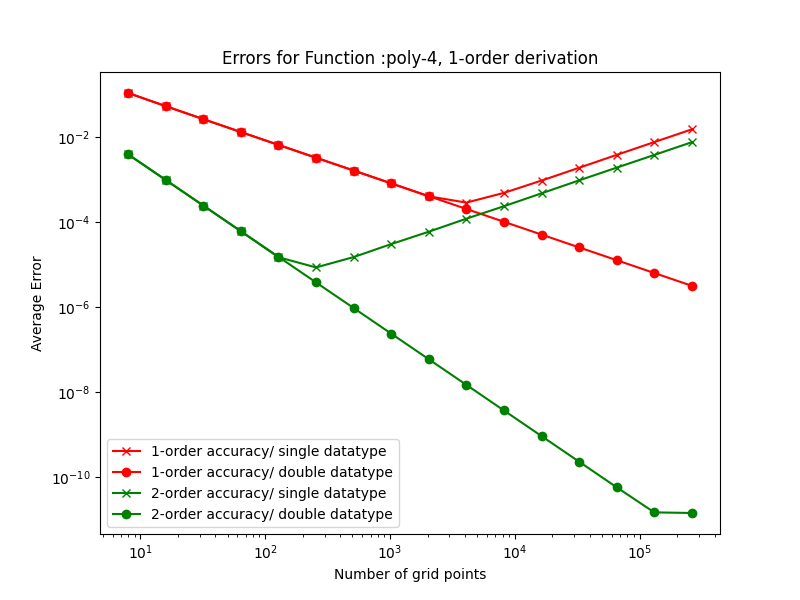 Errors for Function :poly-4, 1-order derivation
Average Error
10^-2
10^-4
10^-6
10^-8
10^-10
1-order accuracy/ single datatype
1-order accuracy/ double datatype
2-order accuracy/ single datatype
2-order accuracy/ double datatype
10^1 10^2 10^3 10^4 10^5
Number of grid points